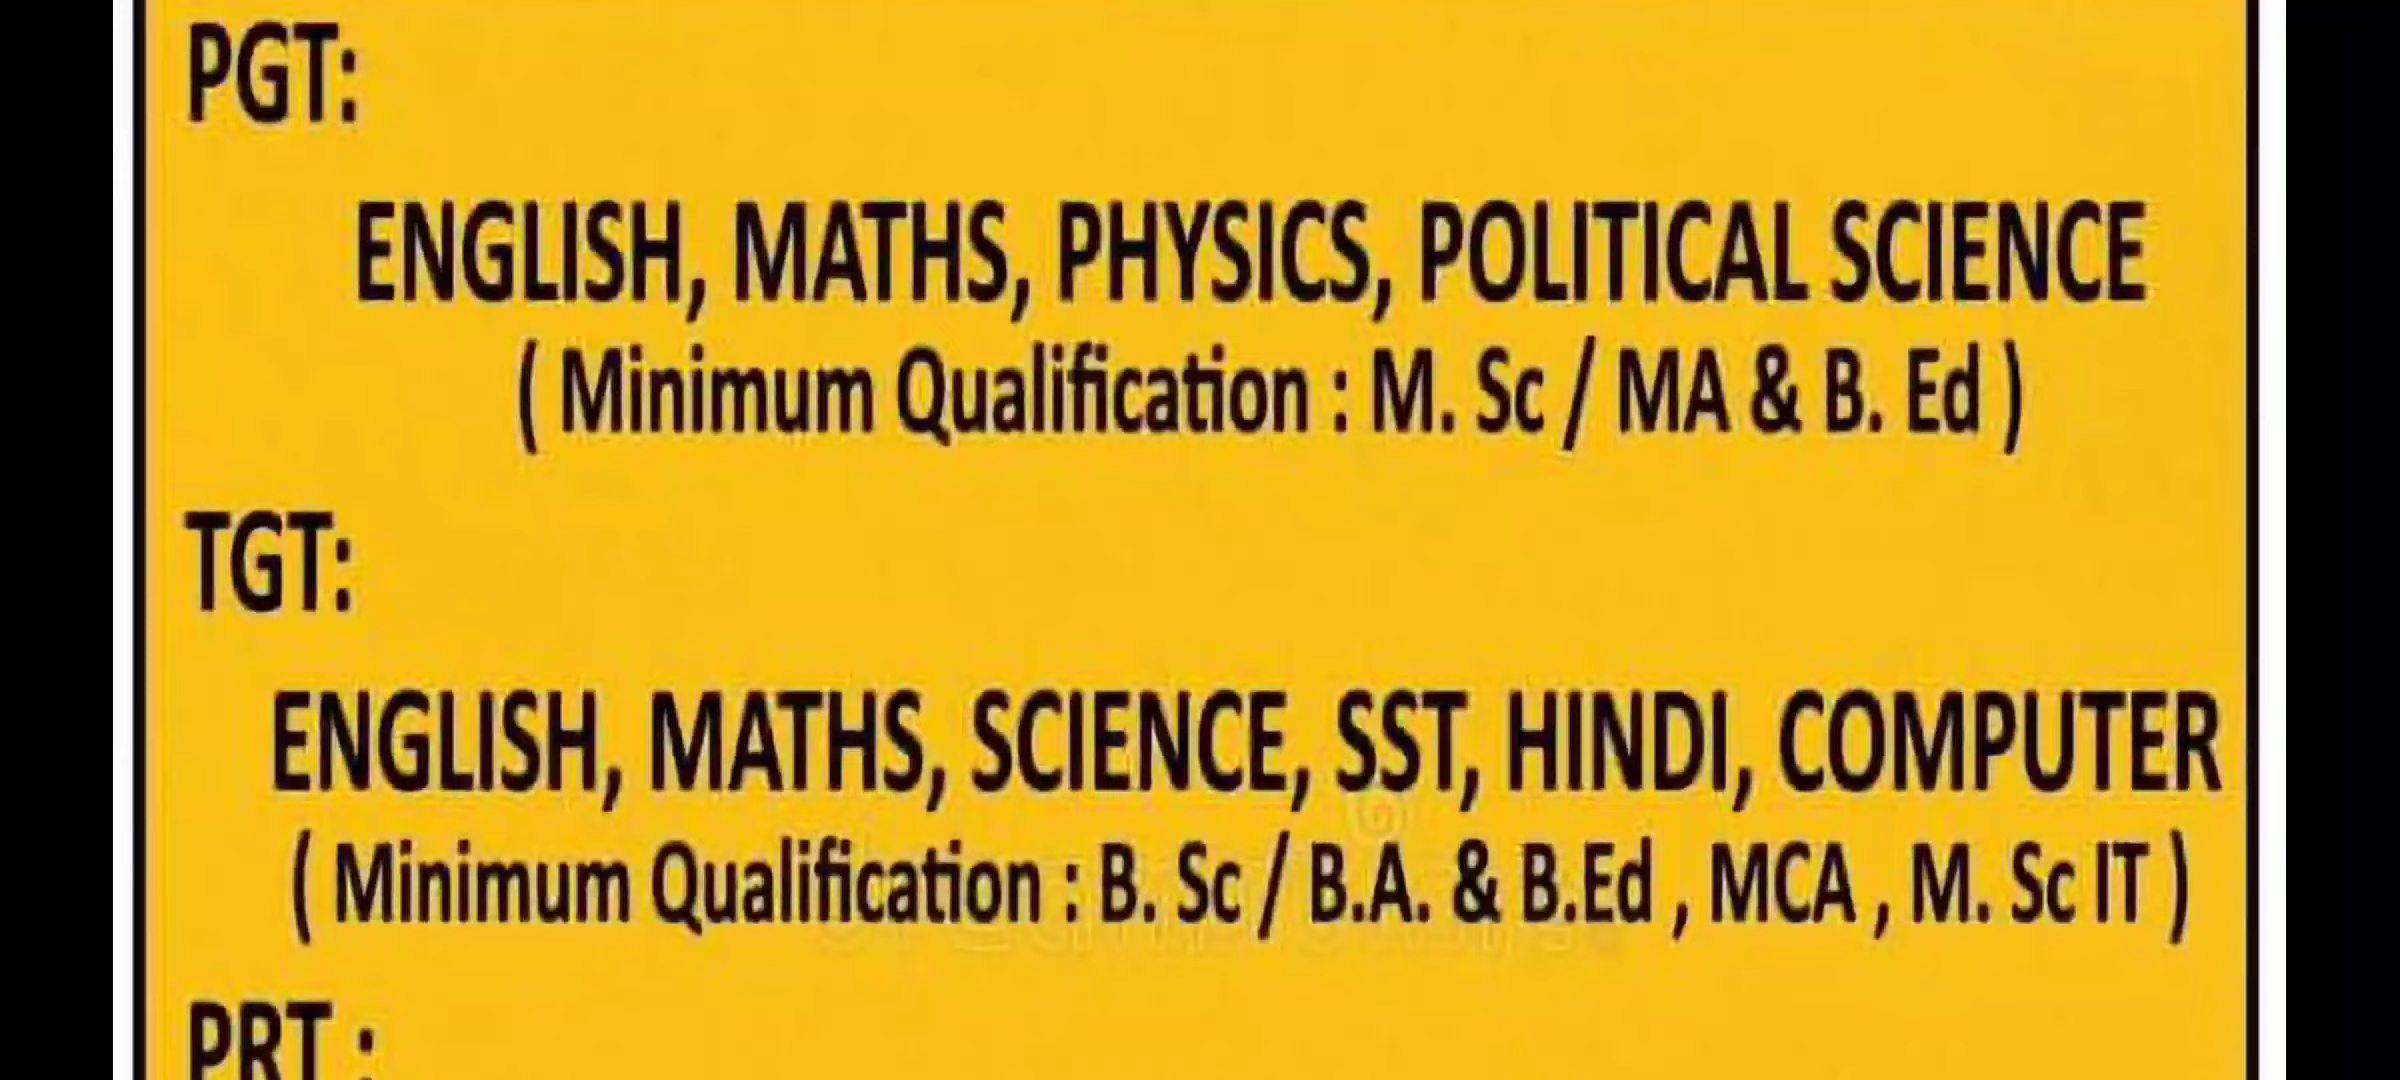 PGT:
ENGLISH, MATHS, PHYSICS, POLITICAL SCIENCE
( Minimum Qualification : M. Sc / MA & B. Ed )
TGT:
ENGLISH, MATHS, SCIENCE, SST, HINDI, COMPUTER
( Minimum Qualification : B. Sc / B.A. & B.Ed , MCA , M. Sc IT )
PRT :